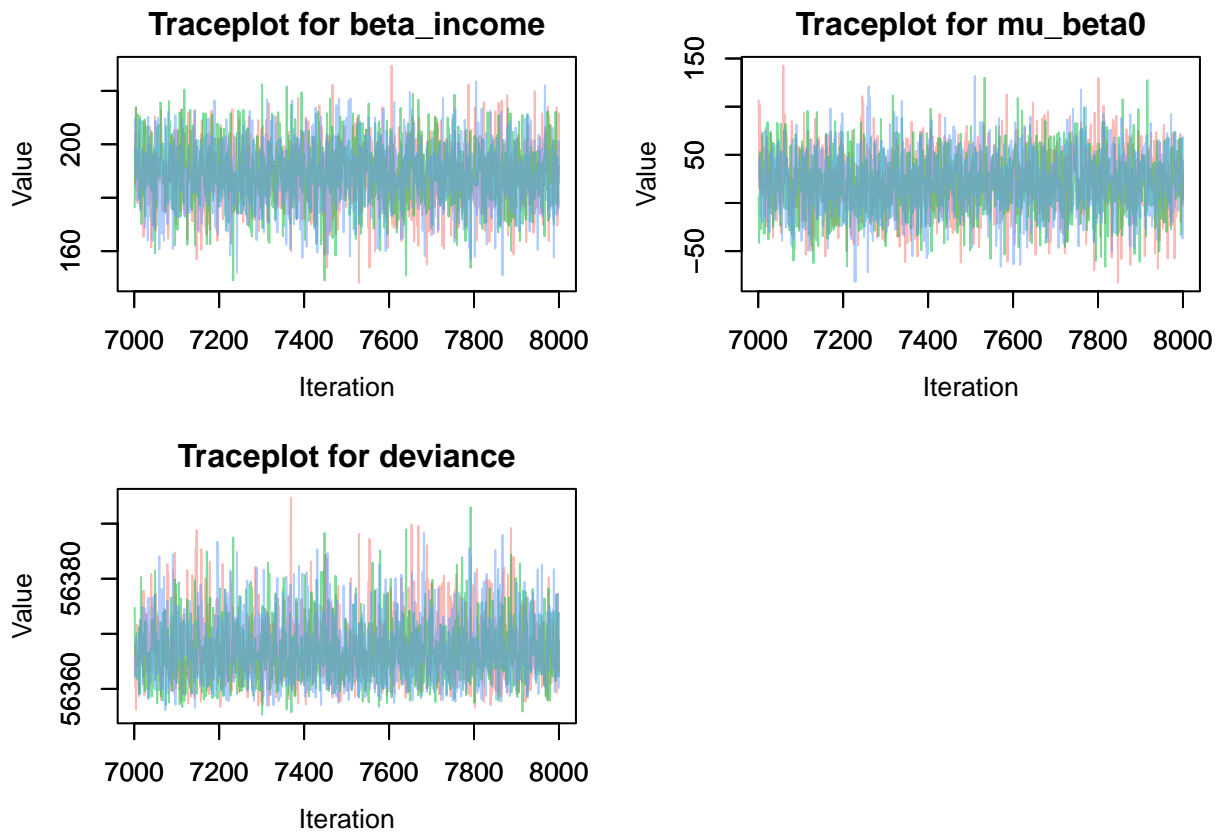 Traceplot for beta_income
Value
200
160
7000 7200 7400 7600 7800 8000
Iteration
Traceplot for mu_beta0
Value
150
50
−50
7000 7200 7400 7600 7800 8000
Iteration
Traceplot for deviance
Value
56380
56360
7000 7200 7400 7600 7800 8000
Iteration